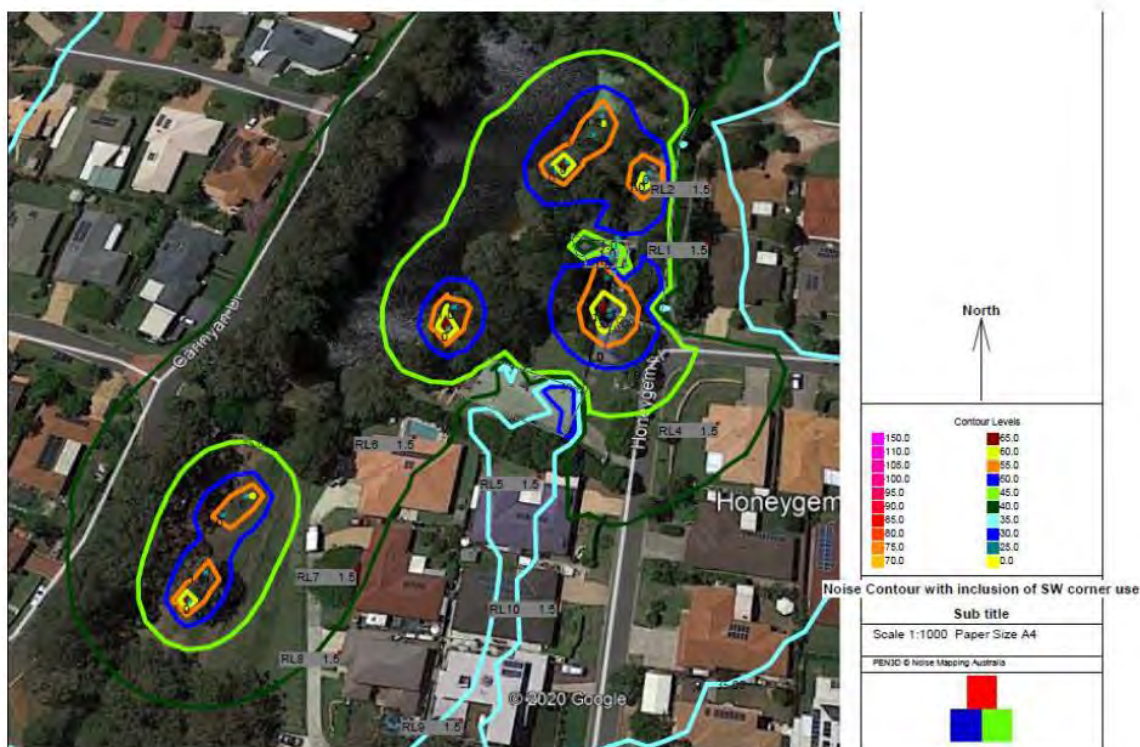 RL2 1.5
RL1 1.5
Gannyan
RL6 1.5
Honeygem
RL4 1.5
RL5 1.5
Honeygem
RL7 1.5
RL10 1.5
RL8 1.5
© 2020 Google
RL9 1.5
North
Contour Levels
150.0 65.0
110.0 60.0
105.0 55.0
100.0 50.0
95.0 45.0
90.0 40.0
85.0 35.0
80.0 30.0
75.0 25.0
70.0 0.0
Noise Contour with inclusion of SW corner use
Sub title
Scale 1:1000 Paper Size A4
PEN3D © Noise Mapping Australia